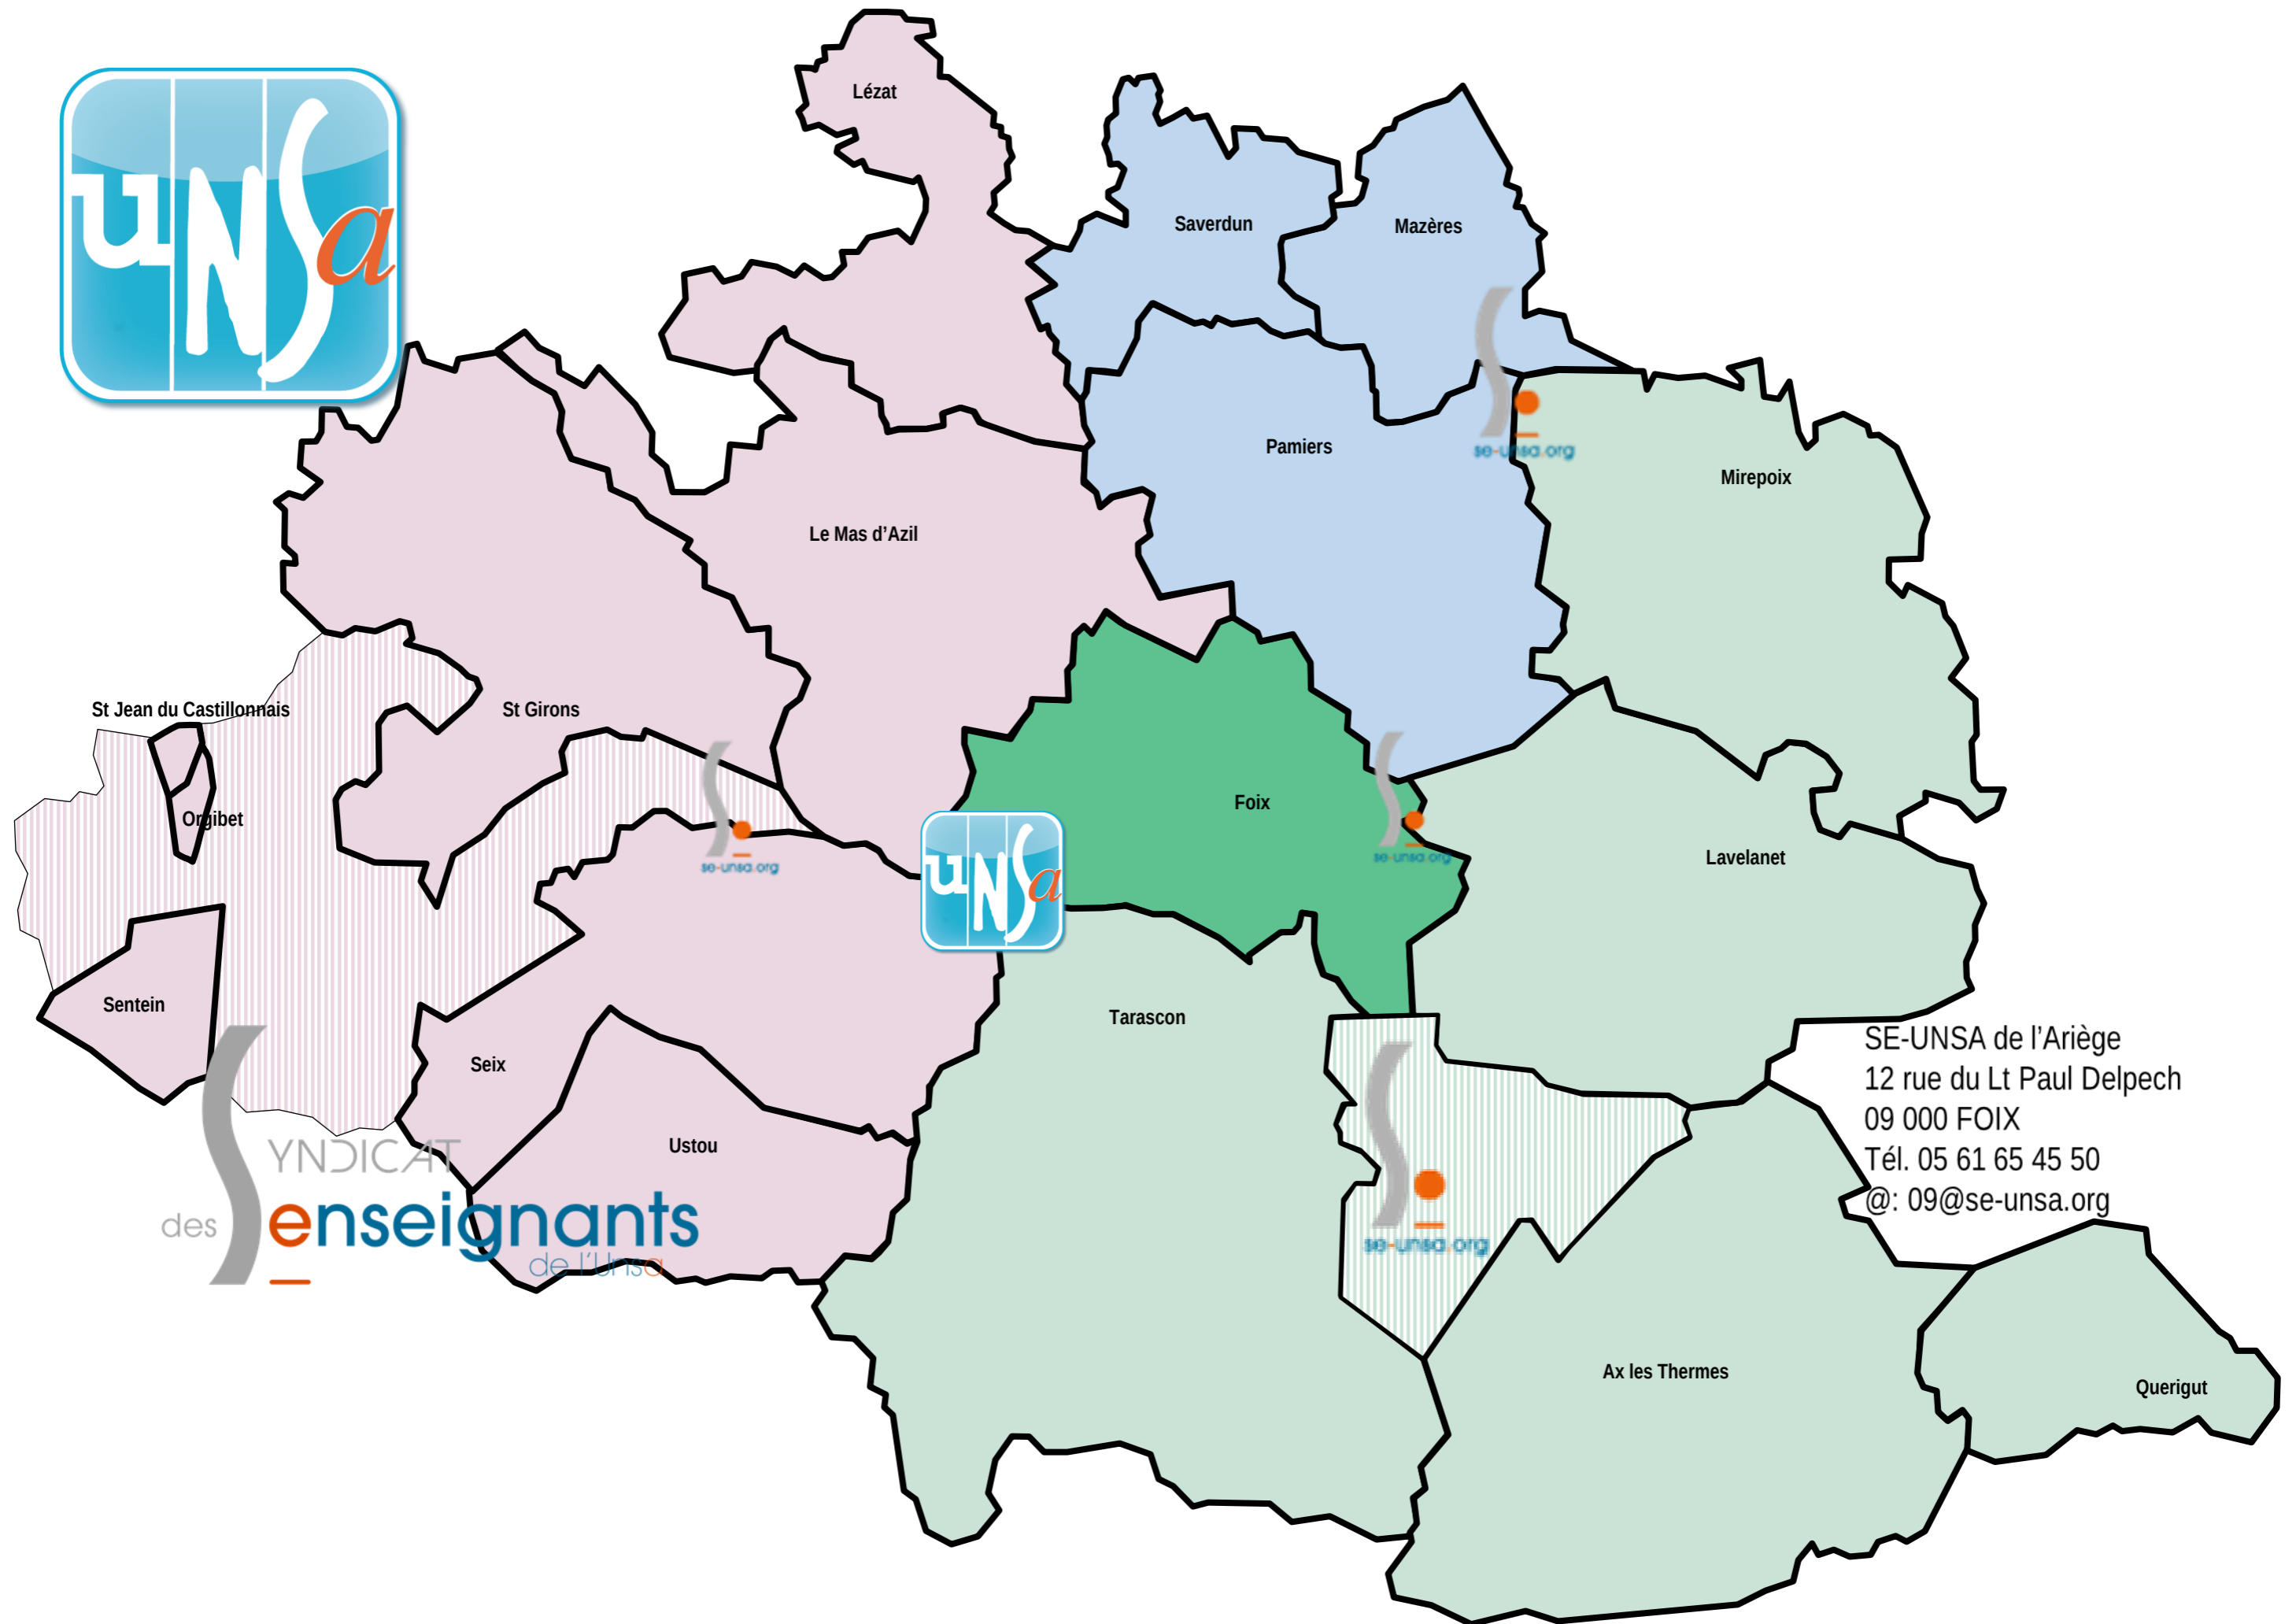 uNSa
Lézat
Saverdun
Mazères
se-unsa.org
Pamiers
Mirepoix
Le Mas d’Azil
St Jean du Castillonnais
St Girons
Orgibet
se-unsa.org
Foix
se-unsa.org
Lavelanet
uNSa
Sentein
Tarascon
Seix
SE-UNSA de l’Ariège
12 rue du Lt Paul Delpech
09 000 FOIX
Tél. 05 61 65 45 50
@: 09@se-unsa.org
Ustou
SYNDICAT
des enseignants
de l'Unsa
se-unsa.org
Ax les Thermes
Querigut